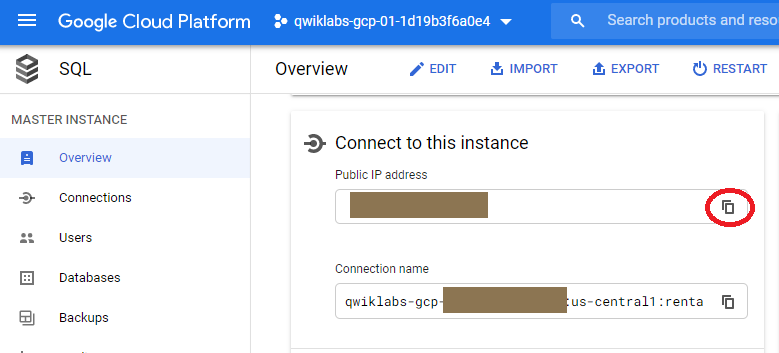 Google Cloud Platform
qwiklabs-gcp-01-1d19b3f6a0e4
Search products and reso
SQL
Overview
EDIT
IMPORT
EXPORT
RESTART
MASTER INSTANCE
Overview
Connections
Users
Databases
Backups
Connect to this instance
Public IP address
Connection name
qwiklabs-gcp- :us-central1:renta